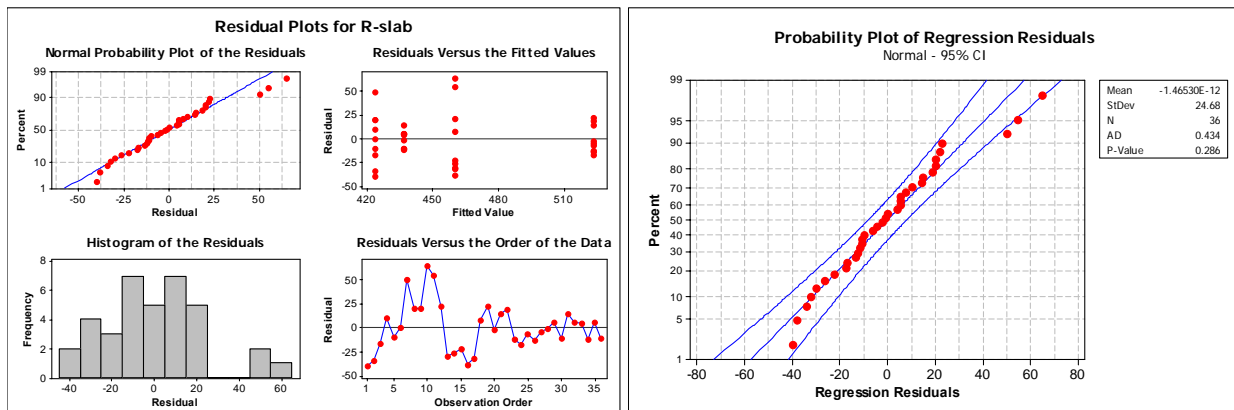 Residual Plots for R-slab
Normal Probability Plot of the Residuals
99
90
50
10
1
Percent
-50
-25
0
25
50
Residual
Residuals Versus the Fitted Values
50
25
0
-25
-50
Residual
420
450
480
510
Fitted Value
Histogram of the Residuals
8
6
4
2
0
Frequency
-40
-20
0
20
40
60
Residual
Residuals Versus the Order of the Data
50
25
0
-25
-50
Residual
1
5
10
15
20
25
30
35
Observation Order
Probability Plot of Regression Residuals
Normal - 95% CI
99
95
90
80
70
60
50
40
30
20
10
5
1
Percent
-80
-60
-40
-20
0
20
40
60
80
Regression Residuals
Mean -1.46530E-12
StDev 24.68
N 36
AD 0.434
P-Value 0.286